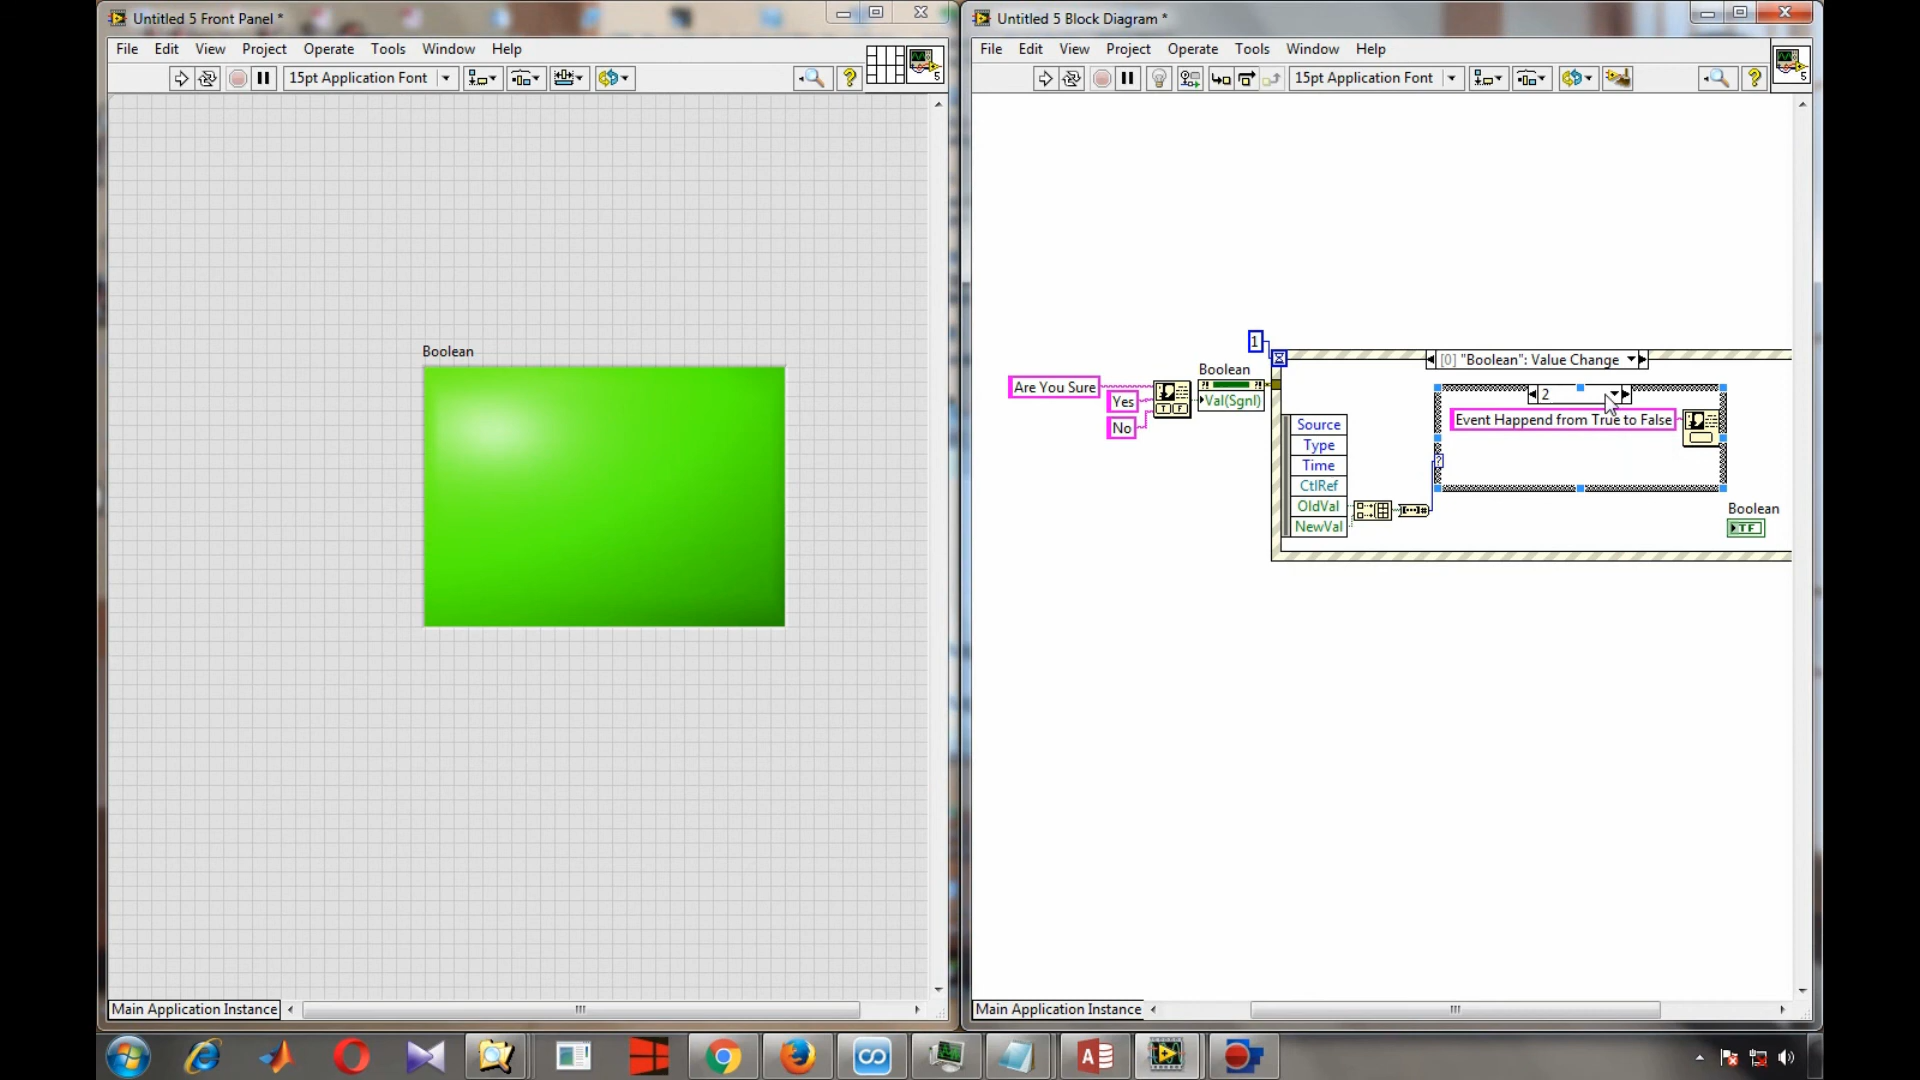 Untitled 5 Front Panel *
File Edit View Project Operate Tools Window Help
15pt Application Font
5
Boolean
Main Application Instance
Untitled 5 Block Diagram *
File Edit View Project Operate Tools Window Help
15pt Application Font
5
1
[0] "Boolean": Value Change
Boolean
Are You Sure
Yes
No
Val(Sgnl)
2
Event Happend from True to False
Source
Type
Time
CtlRef
OldVal
NewVal
Boolean
TF
Main Application Instance